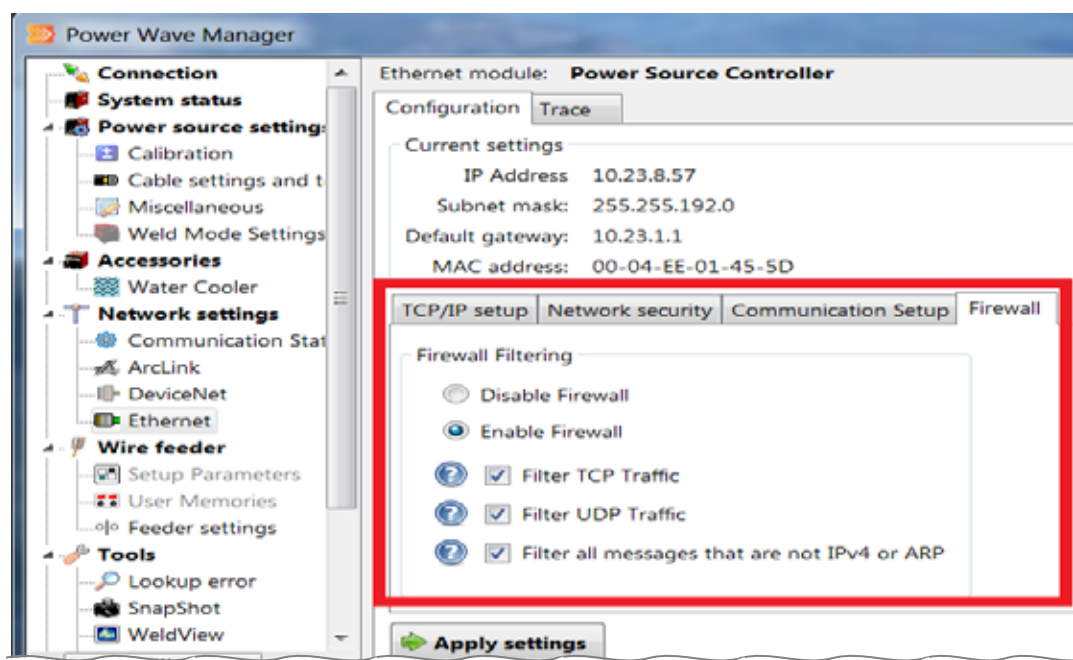 Power Wave Manager
Connection
System status
Power source setting
Calibration
Cable settings and t
Miscellaneous
Weld Mode Settings
Accessories
Water Cooler
Network settings
Communication Stat
ArcLink
DeviceNet
Ethernet
Wire feeder
Setup Parameters
User Memories
Feeder settings
Tools
Lookup error
SnapShot
WeldView
Ethernet module: Power Source Controller
Configuration Trace
Current settings
IP Address 10.23.8.57
Subnet mask: 255.255.192.0
Default gateway: 10.23.1.1
MAC address: 00-04-EE-01-45-5D
TCP/IP setup Network security Communication Setup Firewall
Firewall Filtering
Disable Firewall
Enable Firewall
Filter TCP Traffic
Filter UDP Traffic
Filter all messages that are not IPv4 or ARP
Apply settings